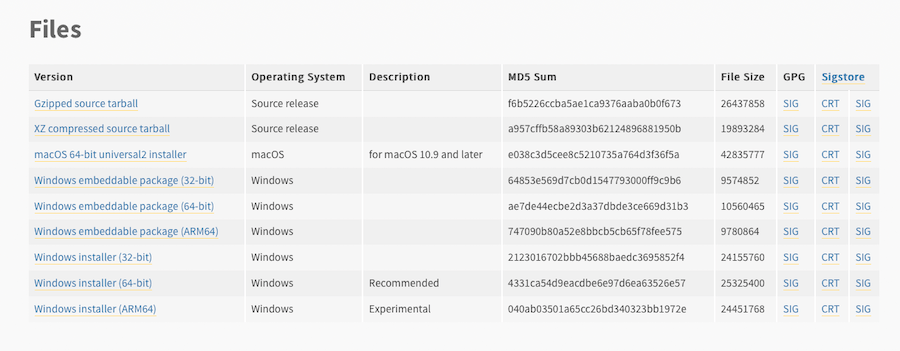 Files
Version Operating System Description MD5 Sum File Size GPG Sigstore
Gzipped source tarball Source release f6b5226ccba5ae1ca9376aaba0b0f673 26437858 SIG CRT SIG
XZ compressed source tarball Source release a957cffb58a89303b62124896881950b 19893284 SIG CRT SIG
macOS 64-bit universal2 installer macOS for macOS 10.9 and later e038c3d5cee8c5210735a764d3f36f5a 42835777 SIG CRT SIG
Windows embeddable package (32-bit) Windows 64853e569d7cb0d1547793000ff9c9b6 9574852 SIG CRT SIG
Windows embeddable package (64-bit) Windows ae7de44ecbe2d3a37dbde3ce669d31b3 10560465 SIG CRT SIG
Windows embeddable package (ARM64) Windows 747090b80a52e8bbcb5cb65f78fee575 9780864 SIG CRT SIG
Windows installer (32-bit) Windows 2123016702bbb45688baedc3695852f4 24155760 SIG CRT SIG
Windows installer (64-bit) Windows Recommended 4331ca54d9eacdbe6e97d6ea63526e57 25325400 SIG CRT SIG
Windows installer (ARM64) Windows Experimental 040ab03501a65cc26bd340323bb1972e 24451768 SIG CRT SIG